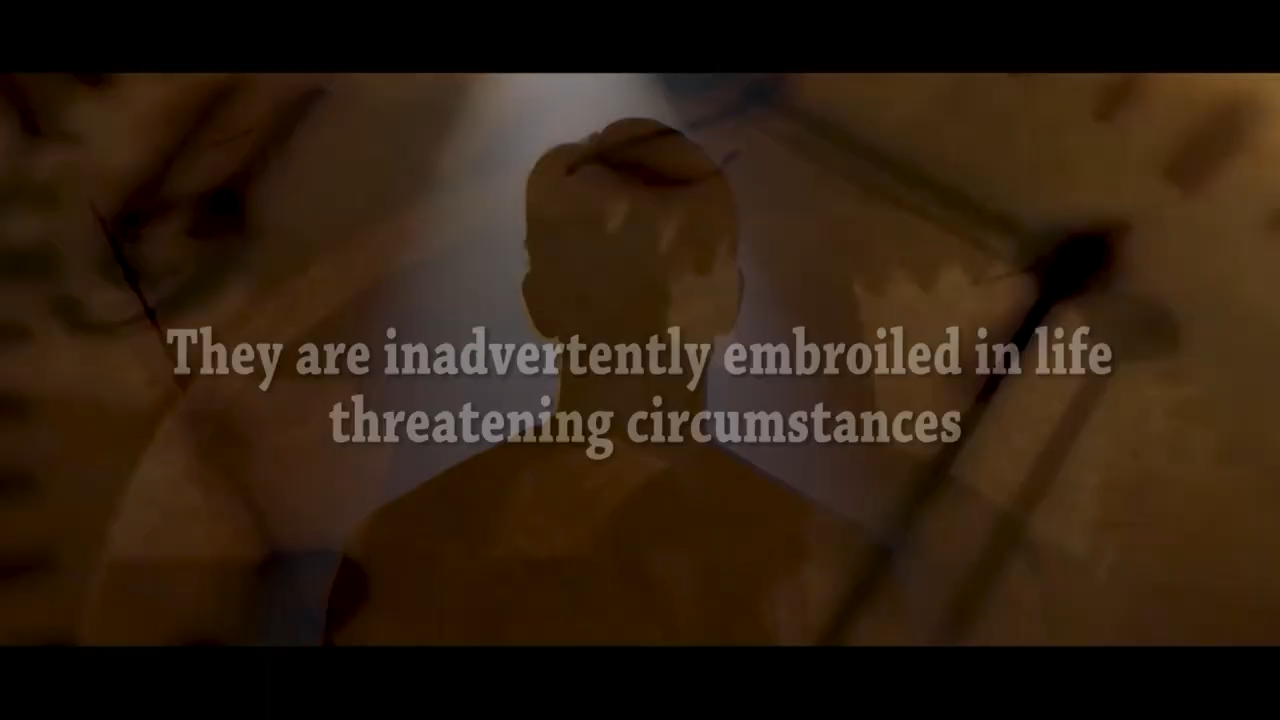 They are inadvertently embroiled in life
threatening circumstances